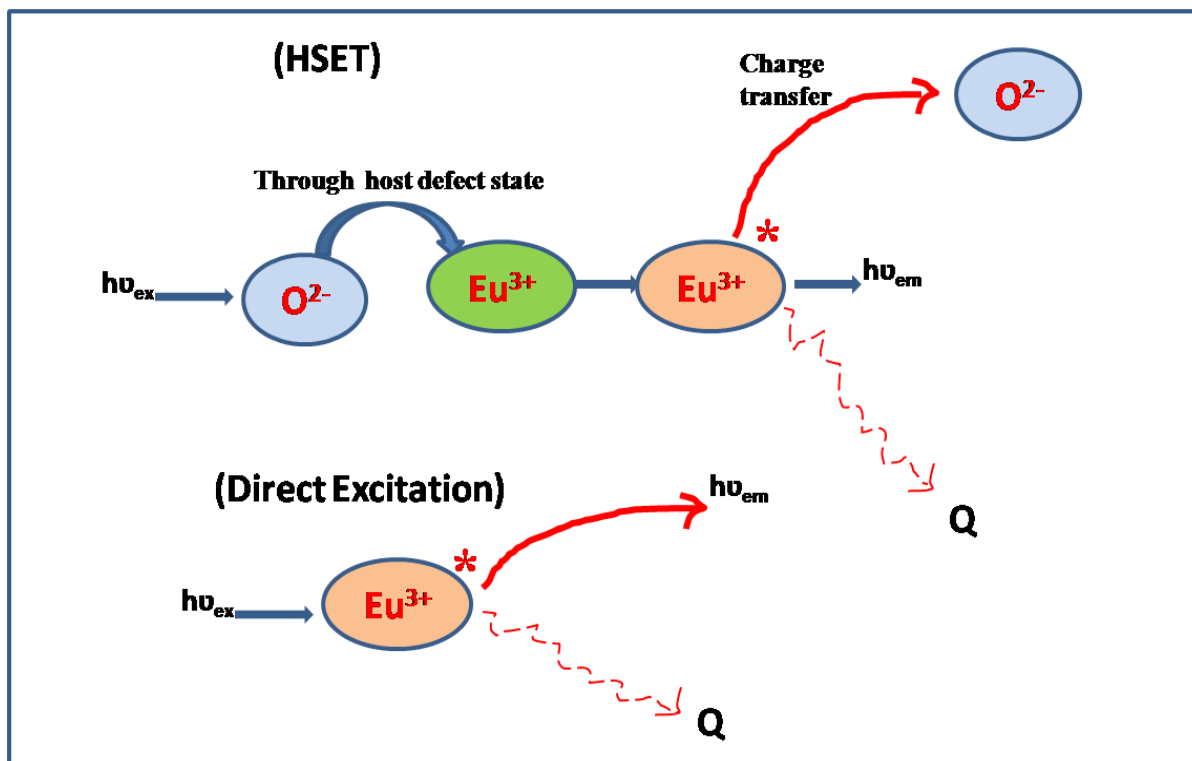 (HSET)
Charge
transfer
O²⁻
Through host defect state
hυex
O²⁻
Eu³⁺
Eu³⁺
*
hυem
Q
(Direct Excitation)
hυem
*
hυex
Eu³⁺
Q